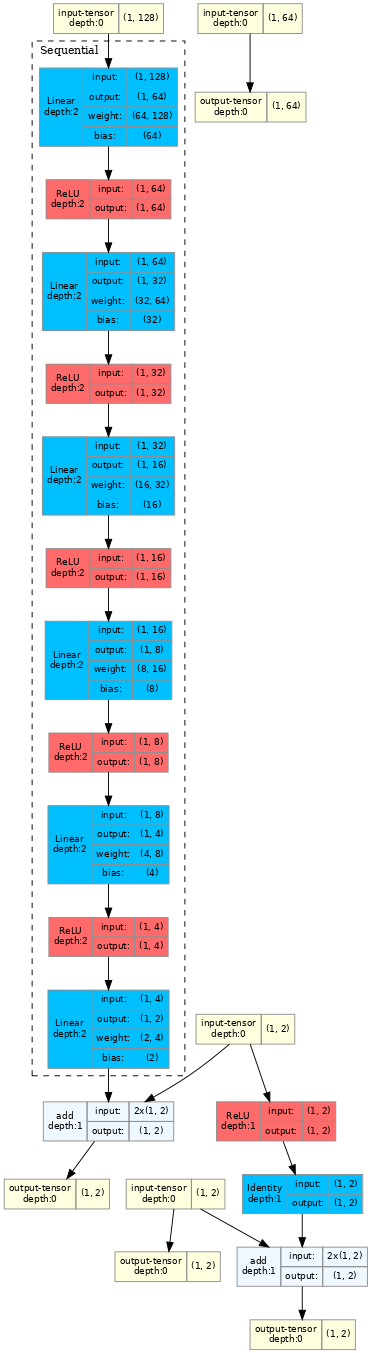 input-tensor
depth:0
(1, 128)
input-tensor
depth:0
(1, 64)
Sequential
Linear
depth:2
input: (1, 128)
output: (1, 64)
weight: (64, 128)
bias: (64)
output-tensor
depth:0
(1, 64)
ReLU
depth:2
input: (1, 64)
output: (1, 64)
Linear
depth:2
input: (1, 64)
output: (1, 32)
weight: (32, 64)
bias: (32)
ReLU
depth:2
input: (1, 32)
output: (1, 32)
Linear
depth:2
input: (1, 32)
output: (1, 16)
weight: (16, 32)
bias: (16)
ReLU
depth:2
input: (1, 16)
output: (1, 16)
Linear
depth:2
input: (1, 16)
output: (1, 8)
weight: (8, 16)
bias: (8)
ReLU
depth:2
input: (1, 8)
output: (1, 8)
Linear
depth:2
input: (1, 8)
output: (1, 4)
weight: (4, 8)
bias: (4)
ReLU
depth:2
input: (1, 4)
output: (1, 4)
Linear
depth:2
input: (1, 4)
output: (1, 2)
weight: (2, 4)
bias: (2)
input-tensor
depth:0
(1, 2)
add
depth:1
input: 2x(1, 2)
output: (1, 2)
ReLU
depth:1
input: (1, 2)
output: (1, 2)
output-tensor
depth:0
(1, 2)
input-tensor
depth:0
(1, 2)
Identity
depth:1
input: (1, 2)
output: (1, 2)
output-tensor
depth:0
(1, 2)
add
depth:1
input: 2x(1, 2)
output: (1, 2)
output-tensor
depth:0
(1, 2)